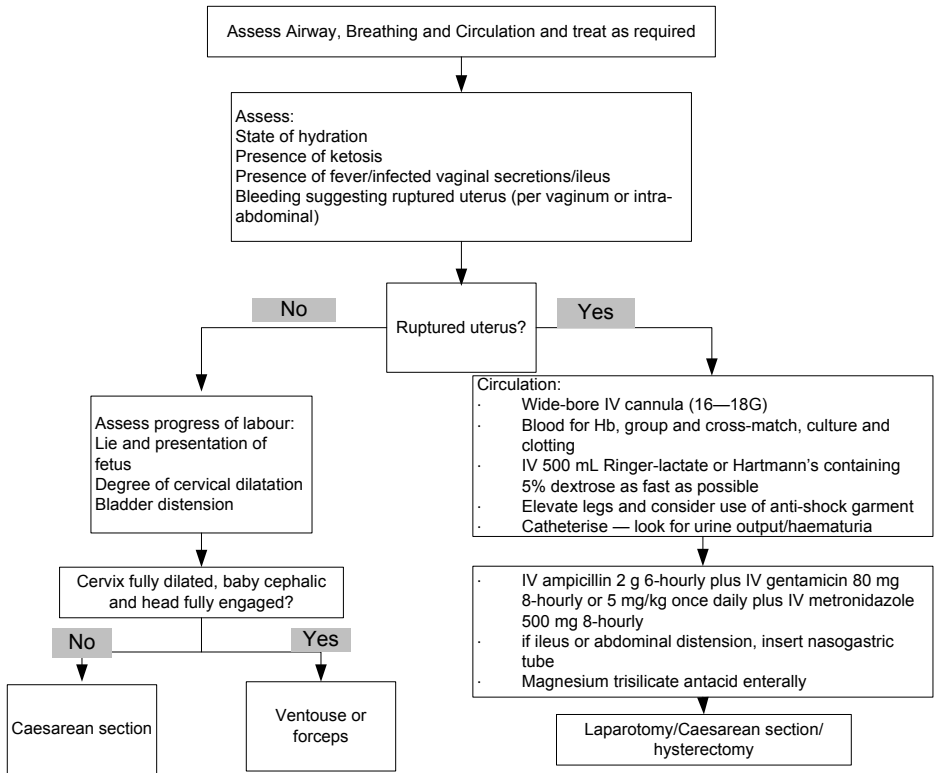 Assess Airway, Breathing and Circulation and treat as required
Assess:
State of hydration
Presence of ketosis
Presence of fever/infected vaginal secretions/ileus
Bleeding suggesting ruptured uterus (per vaginum or intra-
abdominal)
No
Ruptured uterus?
Yes
Assess progress of labour:
Lie and presentation of
fetus
Degree of cervical dilatation
Bladder distension
Cervix fully dilated, baby cephalic
and head fully engaged?
No
Yes
Caesarean section
Ventouse or
forceps
Circulation:
· Wide-bore IV cannula (16—18G)
· Blood for Hb, group and cross-match, culture and
clotting
· IV 500 mL Ringer-lactate or Hartmann’s containing
5% dextrose as fast as possible
· Elevate legs and consider use of anti-shock garment
· Catheterise — look for urine output/haematuria
· IV ampicillin 2 g 6-hourly plus IV gentamicin 80 mg
8-hourly or 5 mg/kg once daily plus IV metronidazole
500 mg 8-hourly
· if ileus or abdominal distension, insert nasogastric
tube
· Magnesium trisilicate antacid enterally
Laparotomy/Caesarean section/
hysterectomy